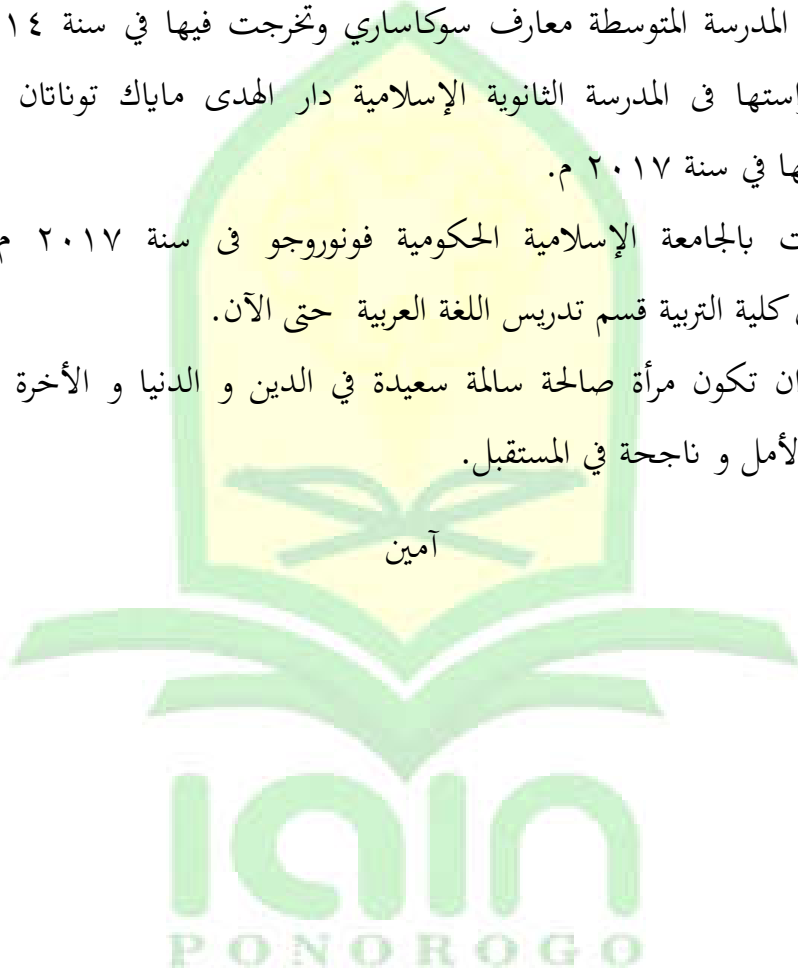 المدرسة المتوسطة معارف سوكاساري وتخرجت فيها في سنة ١٤
استها فى المدرسة الثانوية الإسلامية دار الهدى ماياك توناتان
ها في سنة ٢٠١٧ م.
ت بالجامعة الإسلامية الحكومية فونوروجو فى سنة ٢٠١٧ م
كلية التربية قسم تدريس اللغة العربية حتى الآن.
ان تكون مرأة صالحة سالمة سعيدة في الدين و الدنيا و الأخرة
لأمل و ناجحة في المستقبل.
آمين
IAIN
PONOROGO